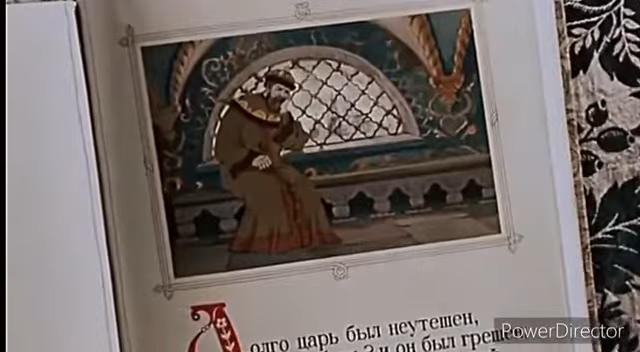 Долго царь был неутешен,
и он был
PowerDirector